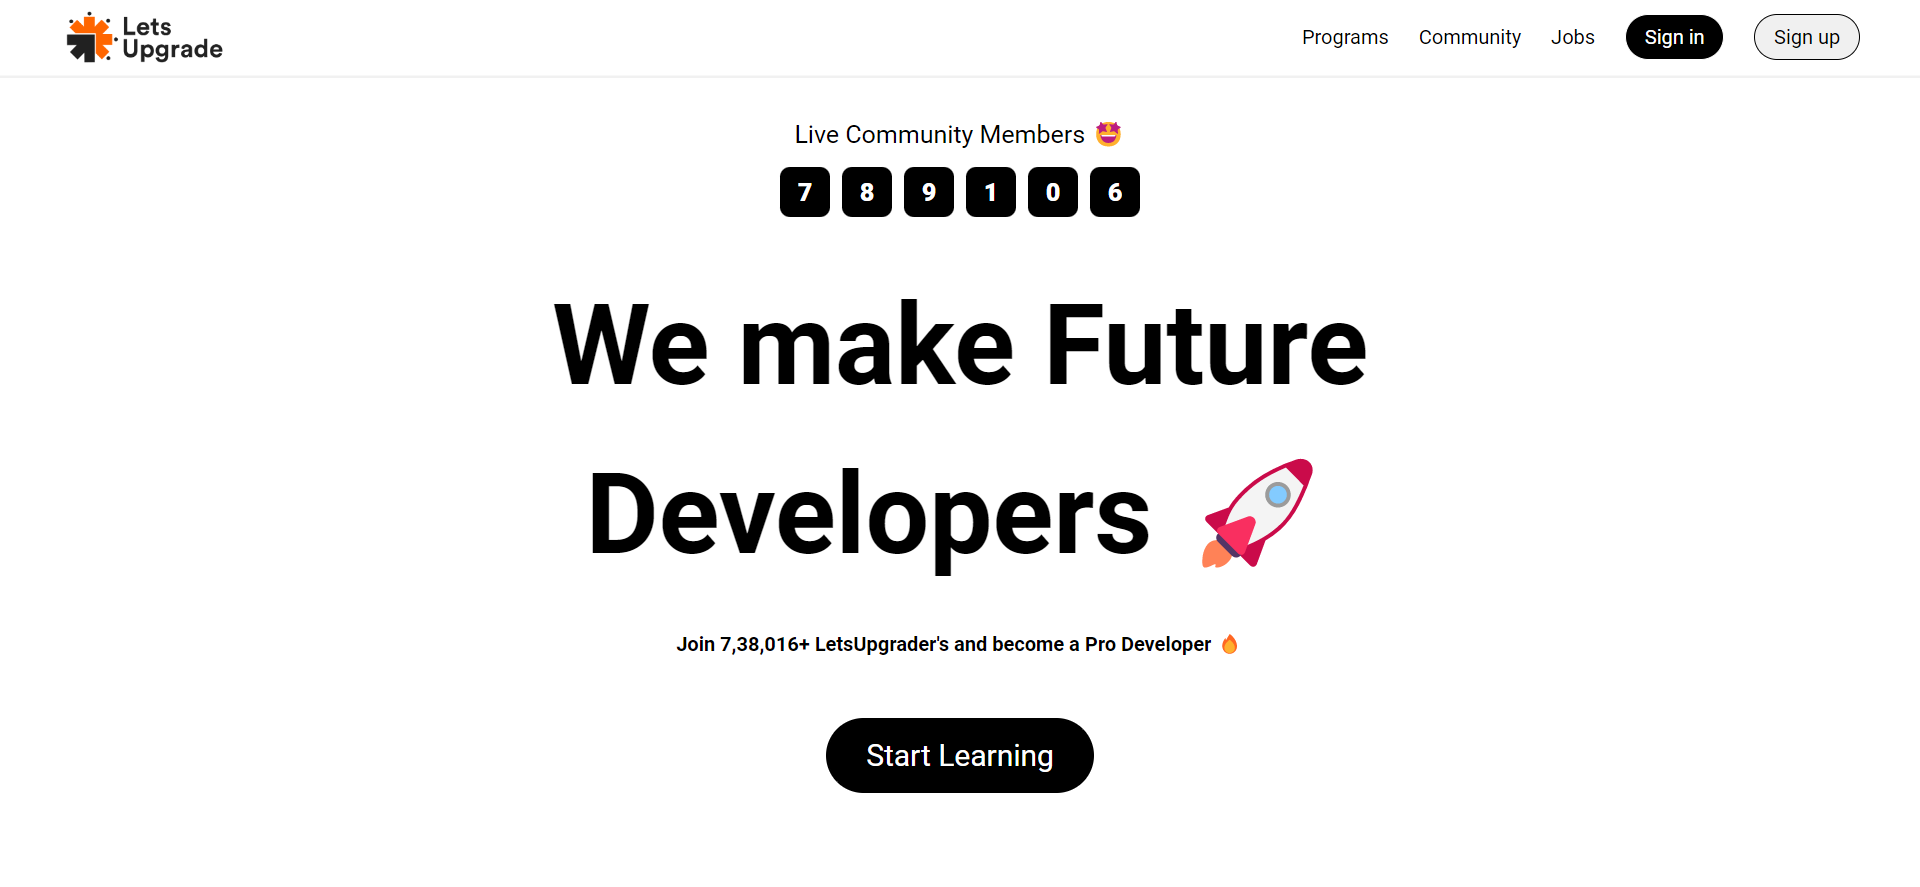 Lets
Upgrade
Programs Community Jobs Sign in Sign up
Live Community Members 🤩
7 8 9 1 0 6
We make Future
Developers 🚀
Join 7,38,016+ LetsUpgrader's and become a Pro Developer 🔥
Start Learning